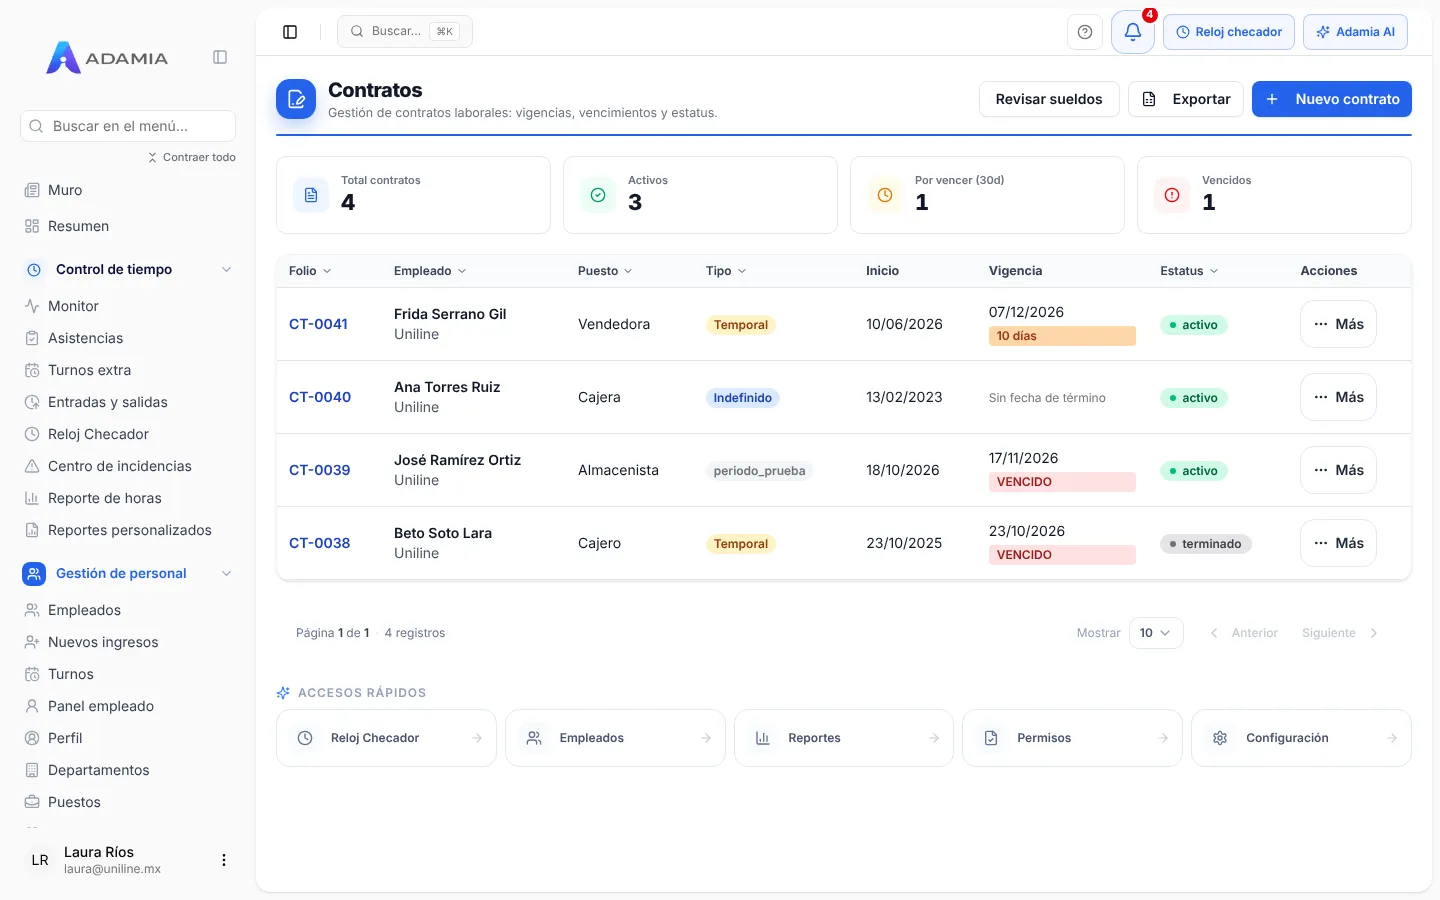 ADAMIA
Buscar en el menú...
Contraer todo
Muro
Resumen
Control de tiempo
Monitor
Asistencias
Turnos extra
Entradas y salidas
Reloj Checador
Centro de incidencias
Reporte de horas
Reportes personalizados
Gestión de personal
Empleados
Nuevos ingresos
Turnos
Panel empleado
Perfil
Departamentos
Puestos
LR
Laura Ríos
laura@uniline.mx
Buscar... ⌘K
4
Reloj checador
Adamia AI
Contratos
Gestión de contratos laborales: vigencias, vencimientos y estatus.
Revisar sueldos
Exportar
Nuevo contrato
Total contratos
4
Activos
3
Por vencer (30d)
1
Vencidos
1
Folio Empleado Puesto Tipo Inicio Vigencia Estatus Acciones
CT-0041 Frida Serrano Gil Uniline Vendedora Temporal 10/06/2026 07/12/2026 10 días activo Más
CT-0040 Ana Torres Ruiz Uniline Cajera Indefinido 13/02/2023 Sin fecha de término activo Más
CT-0039 José Ramírez Ortiz Uniline Almacenista periodo_prueba 18/10/2026 17/11/2026 VENCIDO activo Más
CT-0038 Beto Soto Lara Uniline Cajero Temporal 23/10/2025 23/10/2026 VENCIDO terminado Más
Página 1 de 1 · 4 registros
Mostrar 10 Anterior Siguiente
ACCESOS RÁPIDOS
Reloj Checador
Empleados
Reportes
Permisos
Configuración